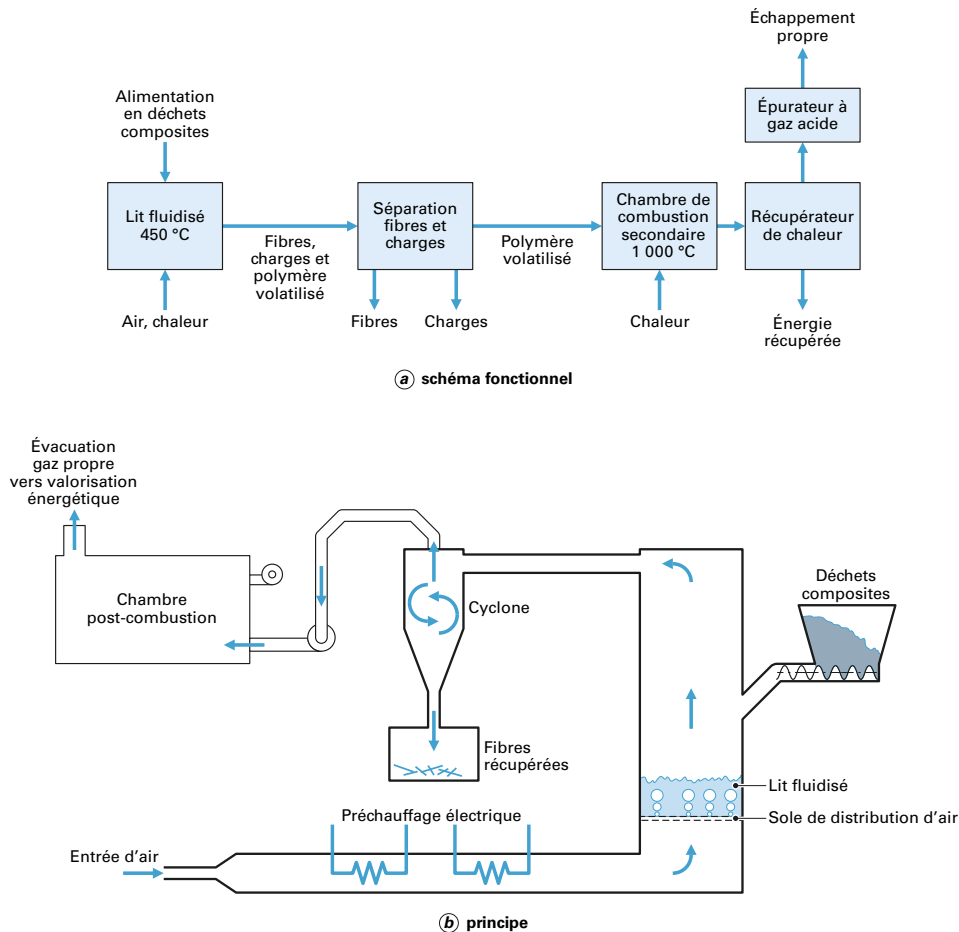 Échappement
propre
Alimentation
en déchets
composites
Épurateur à
gaz acide
Lit fluidisé
450 °C
Séparation
fibres et
charges
Chambre de
combustion
secondaire
1 000 °C
Récupérateur
de chaleur
Fibres,
charges et
polymère
volatilisé
Polymère
volatilisé
Air, chaleur
Fibres
Charges
Chaleur
Énergie
récupérée
a schéma fonctionnel
Évacuation
gaz propre
vers valorisation
énergétique
Chambre
post-combustion
Cyclone
Déchets
composites
Fibres
récupérées
Lit fluidisé
Sole de distribution d'air
Préchauffage électrique
Entrée d'air
b principe